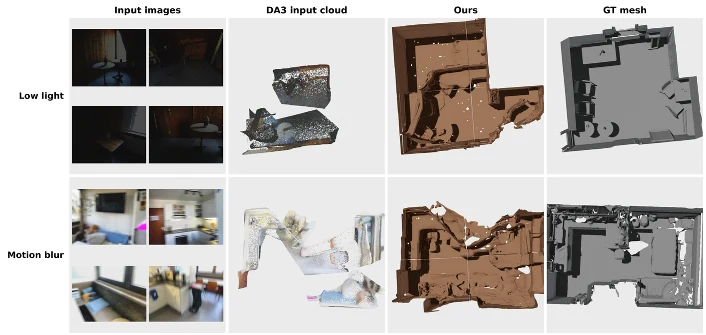 Input images
DA3 input cloud
Ours
GT mesh
Low light
Motion blur